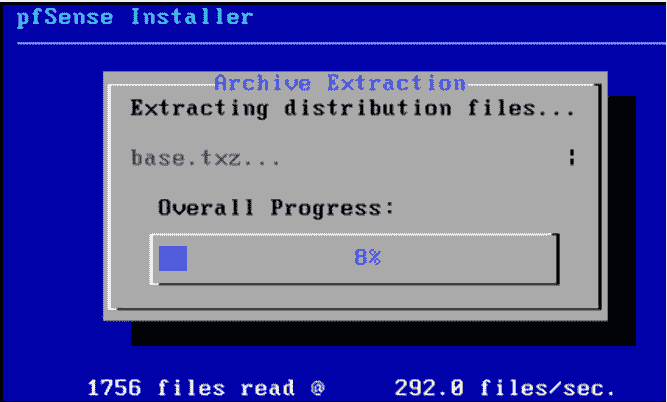 pfSense Installer
Archive Extraction
Extracting distribution files...
base.txz... :
Overall Progress:
8%
1756 files read @ 292.0 files/sec.